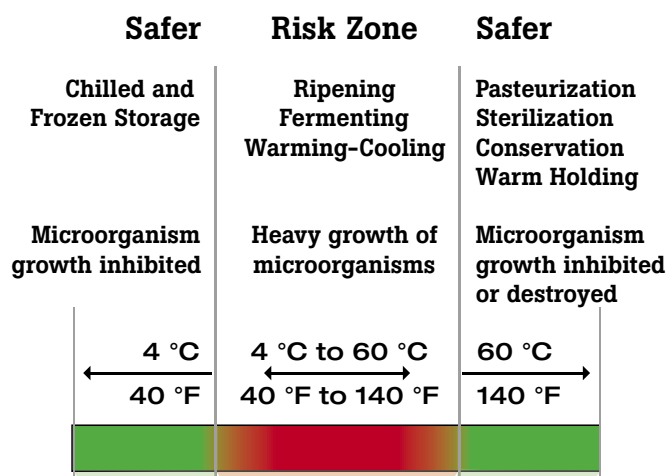 Safer
Risk Zone
Safer
Chilled and
Frozen Storage
Ripening
Fermenting
Warming–Cooling
Pasteurization
Sterilization
Conservation
Warm Holding
Microorganism
growth inhibited
Heavy growth of
microorganisms
Microorganism
growth inhibited
or destroyed
4 °C
40 °F
4 °C to 60 °C
40 °F to 140 °F
60 °C
140 °F